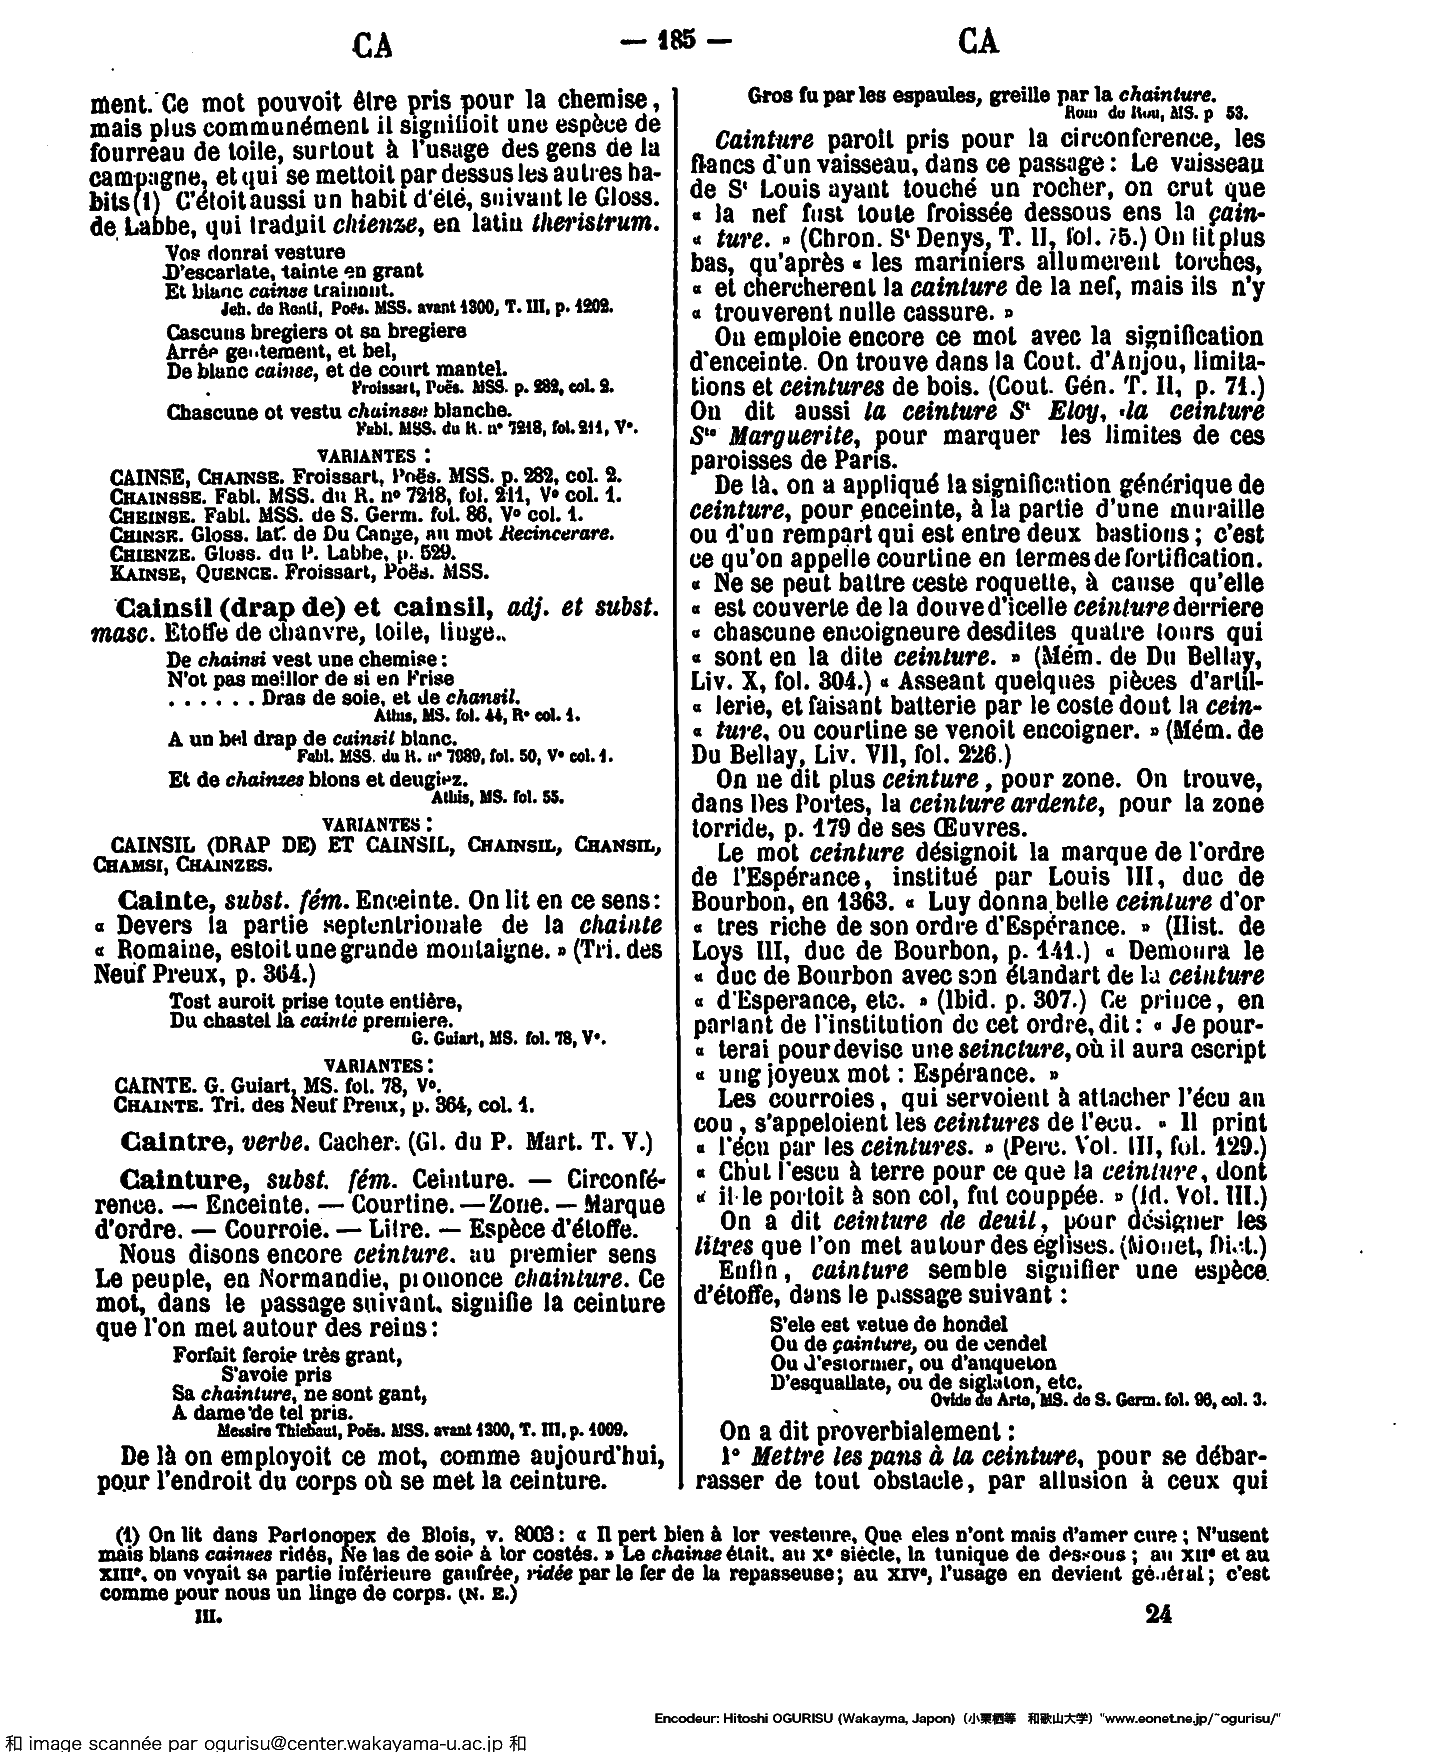 CA
— 185 —
CA
ment. Ce mot pouvoit être pris pour la chemise,
mais plus communément il signifioit une espèce de
fourreau de toile, surtout à l'usage des gens de la
campagne, et qui se mettoit par dessus les autres ha-
bits (1) C'étoit aussi un habit d'été, suivant le Gloss.
de Labbe, qui traduit chienze, en latin theristrum.
Vos donrai vesture
D'escarlate, tainte en grant
Et blanc cainse trainont.
Jeh. de Renti, Poës. MSS. avant 1300, T. III, p. 1202.
Cascuns bregiers ot sa bregiere
Arrée gentement, et bel,
De blanc cainse, et de court mantel.
Froissart, Poës. MSS. p. 282, col. 2.
Chascune ot vestu chainsse blanche.
Fabl. MSS. du R. n° 7218, fol. 211, V°.
VARIANTES :
CAINSE, CHAINSE. Froissart, Poës. MSS. p. 282, col. 2.
CHAINSSE. Fabl. MSS. du R. n° 7218, fol. 211, V° col. 1.
CHEINSE. Fabl. MSS. de S. Germ. fol. 86, V° col. 1.
CHINSE. Gloss. lat. de Du Cange, au mot Recincerare.
CHIENZE. Gloss. du P. Labbe, p. 529.
KAINSE, QUENCE. Froissart, Poës. MSS.
Cainsil (drap de) et cainsil, adj. et subst.
masc. Etoffe de chanvre, toile, linge.
De chainsi vest une chemise :
N'ot pas meillor de si en Frise
. . . . . . Dras de soie, et de chansil.
Athis, MS. fol. 44, R° col. 1.
A un bel drap de cainsil blanc.
Fabl. MSS. du R. n° 7989, fol. 50, V° col. 1.
Et de chainzes blons et deugiez.
Athis, MS. fol. 55.
VARIANTES :
CAINSIL (DRAP DE) ET CAINSIL, CHAINSIL, CHANSIL,
CHAMSI, CHAINZES.
Cainte, subst. fém. Enceinte. On lit en ce sens :
« Devers la partie septentrionale de la chainte
« Romaine, estoit une grande montaigne. » (Tri. des
Neuf Preux, p. 364.)
Tost auroit prise toute entière,
Du chastel la cainte premiere.
G. Guiart, MS. fol. 78, V°.
VARIANTES :
CAINTE. G. Guiart, MS. fol. 78, V°.
CHAINTE. Tri. des Neuf Preux, p. 364, col. 1.
Caintre, verbe. Cacher. (Gl. du P. Mart. T. V.)
Cainture, subst. fém. Ceinture. — Circonfé-
rence. — Enceinte. — Courtine. — Zone. — Marque
d'ordre. — Courroie. — Litre. — Espèce d'étoffe.
Nous disons encore ceinture. au premier sens
Le peuple, en Normandie, prononce chainture. Ce
mot, dans le passage suivant, signifie la ceinture
que l'on met autour des reins :
Forfait feroie très grant,
S'avoie pris
Sa chainture, ne sont gant,
A dame de tel pris.
Messire Thiebaut, Poës. MSS. avant 1300, T. III, p. 1009.
De là on employoit ce mot, comme aujourd'hui,
pour l'endroit du corps où se met la ceinture.
Gros fu par les espaules, greille par la chainture.
Rom. de Rou, MS. p 53.
Cainture paroît pris pour la circonference, les
flancs d'un vaisseau, dans ce passage : Le vaisseau
de St Louis ayant touché un rocher, on crut que
« la nef fust toute froissée dessous ens la çain-
« ture. » (Chron. St Denys, T. II, fol. 75.) On lit plus
bas, qu'après « les mariniers allumerent torches,
« et chercherent la cainture de la nef, mais ils n'y
« trouverent nulle cassure. »
On emploie encore ce mot avec la signification
d'enceinte. On trouve dans la Cout. d'Anjou, limita-
tions et ceintures de bois. (Cout. Gén. T. II, p. 71.)
On dit aussi la ceinture St Eloy, la ceinture
Ste Marguerite, pour marquer les limites de ces
paroisses de Paris.
De là, on a appliqué la signification générique de
ceinture, pour enceinte, à la partie d'une muraille
ou d'un rempart qui est entre deux bastions ; c'est
ce qu'on appelle courtine en termes de fortification.
« Ne se peut battre ceste roquette, à cause qu'elle
« est couverte de la douve d'icelle ceinture derriere
« chascune encoigneure desdites quatre tours qui
« sont en la dite ceinture. » (Mém. de Du Bellay,
Liv. X, fol. 304.) « Asseant quelques pièces d'artil-
« lerie, et faisant batterie par le coste dont la cein-
« ture, ou courtine se venoit encoigner. » (Mém. de
Du Bellay, Liv. VII, fol. 226.)
On ne dit plus ceinture, pour zone. On trouve,
dans Des Portes, la ceinture ardente, pour la zone
torride, p. 179 de ses Œuvres.
Le mot ceinture désignoit la marque de l'ordre
de l'Espérance, institué par Louis III, duc de
Bourbon, en 1363. « Luy donna belle ceinture d'or
« tres riche de son ordre d'Espérance. » (Hist. de
Loys III, duc de Bourbon, p. 141.) « Demoura le
« duc de Bourbon avec son étandart de la ceinture
« d'Esperance, etc. » (Ibid. p. 307.) Ce prince, en
parlant de l'institution de cet ordre, dit : « Je pour-
« terai pour devise une seincture, où il aura escript
« ung joyeux mot : Espérance. »
Les courroies, qui servoient à attacher l'écu au
cou, s'appeloient les ceintures de l'ecu. « Il print
« l'écu par les ceintures. » (Perc. Vol. III, fol. 129.)
« Chut l'escu à terre pour ce que la ceinture, dont
« il le portoit à son col, fut couppée. » (Id. Vol. III.)
On a dit ceinture de deuil, pour désigner les
litres que l'on met autour des églises. (Monet, Dict.)
Enfin, cainture semble signifier une espèce
d'étoffe, dans le passage suivant :
S'ele est vetue de hondel
Ou de çainture, ou de cendel
Ou d'estormer, ou d'auqueton
D'esquallate, ou de siglaton, etc.
Ovide de Arte, MS. de S. Germ. fol. 96, col. 3.
On a dit proverbialement :
1° Mettre les pans à la ceinture, pour se débar-
rasser de tout obstacle, par allusion à ceux qui
(1) On lit dans Partonopex de Blois, v. 8003 : « Il pert bien à lor vesteure, Que eles n'ont mais d'amer cure ; N'usent
mais blans cainses ridés, Ne las de soie à lor costés. » Le chainse était, au Xe siècle, la tunique de dessous ; au XIIe et au
XIIIe, on voyait sa partie inférieure gaufrée, ridée par le fer de la repasseuse ; au XIVe, l'usage en devient général ; c'est
comme pour nous un linge de corps. (N. E.)
III.
24
Encodeur: Hitoshi OGURISU (Wakayma, Japon) (小栗栖等 和歌山大学) "www.eonet.ne.jp/~ogurisu/"
和 image scannée par ogurisu@center.wakayama-u.ac.jp 和